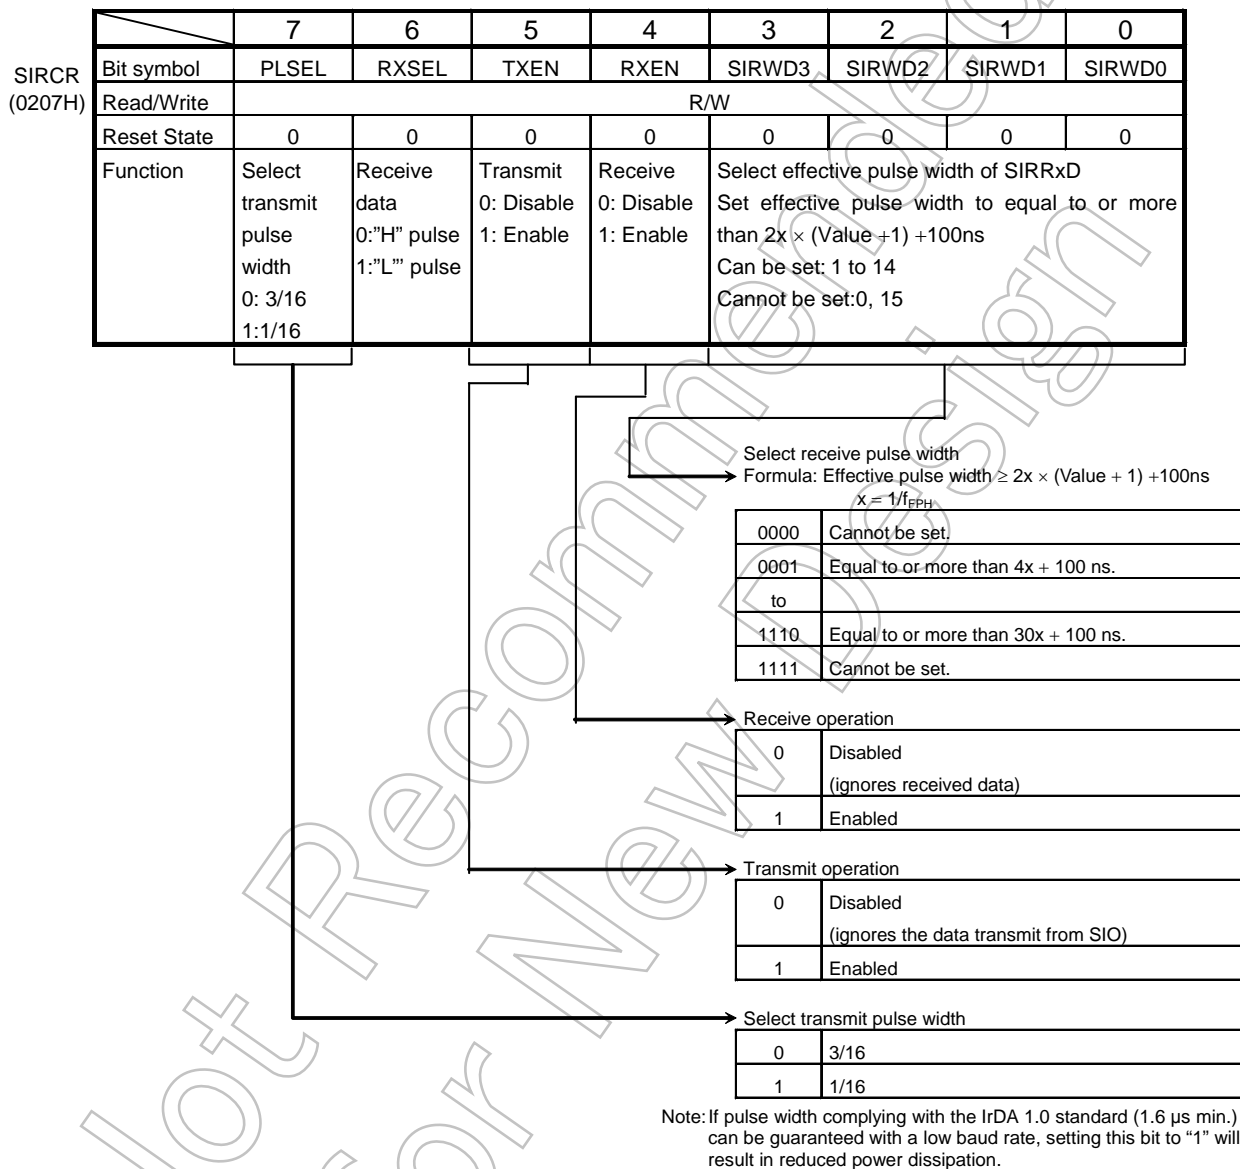 7 6 5 4 3 2 1 0
SIRCR (0207H)
Bit symbol PLSEL RXSEL TXEN RXEN SIRWD3 SIRWD2 SIRWD1 SIRWD0
Read/Write R/W
Reset State 0 0 0 0 0 0 0 0
Function
Select
transmit
pulse
width
0: 3/16
1:1/16
Receive
data
0:"H" pulse
1:"L"' pulse
Transmit
0: Disable
1: Enable
Receive
0: Disable
1: Enable
Select effective pulse width of SIRRxD
Set effective pulse width to equal to or more
than 2x × (Value +1) +100ns
Can be set: 1 to 14
Cannot be set:0, 15
Select receive pulse width
Formula: Effective pulse width ≥ 2x × (Value + 1) +100ns
x = 1/fFPH
0000 Cannot be set.
0001 Equal to or more than 4x + 100 ns.
to
1110 Equal to or more than 30x + 100 ns.
1111 Cannot be set.
Receive operation
0 Disabled
(ignores received data)
1 Enabled
Transmit operation
0 Disabled
(ignores the data transmit from SIO)
1 Enabled
Select transmit pulse width
0 3/16
1 1/16
Note: If pulse width complying with the IrDA 1.0 standard (1.6 µs min.)
can be guaranteed with a low baud rate, setting this bit to “1” will
result in reduced power dissipation.
Not Recommended
for New Design